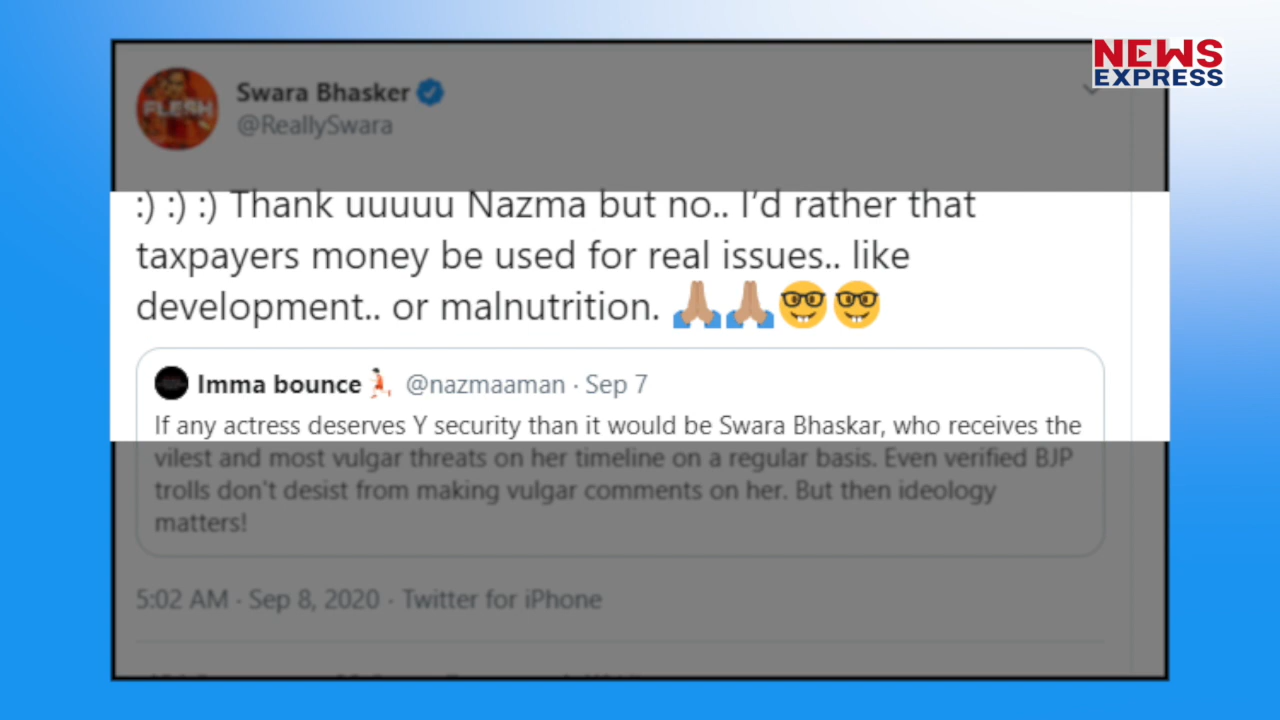 NEWS
EXPRESS
FLESH
Swara Bhasker
@ReallySwara
:) :) :) Thank uuuuu Nazma but no.. I’d rather that
taxpayers money be used for real issues.. like
development.. or malnutrition. 🙏🏽🙏🏽🤓🤓
Imma bounce 💃🏻 @nazmaaman · Sep 7
If any actress deserves Y security than it would be Swara Bhaskar, who receives the
vilest and most vulgar threats on her timeline on a regular basis. Even verified BJP
trolls don't desist from making vulgar comments on her. But then ideology
matters!
5:02 AM · Sep 8, 2020 · Twitter for iPhone